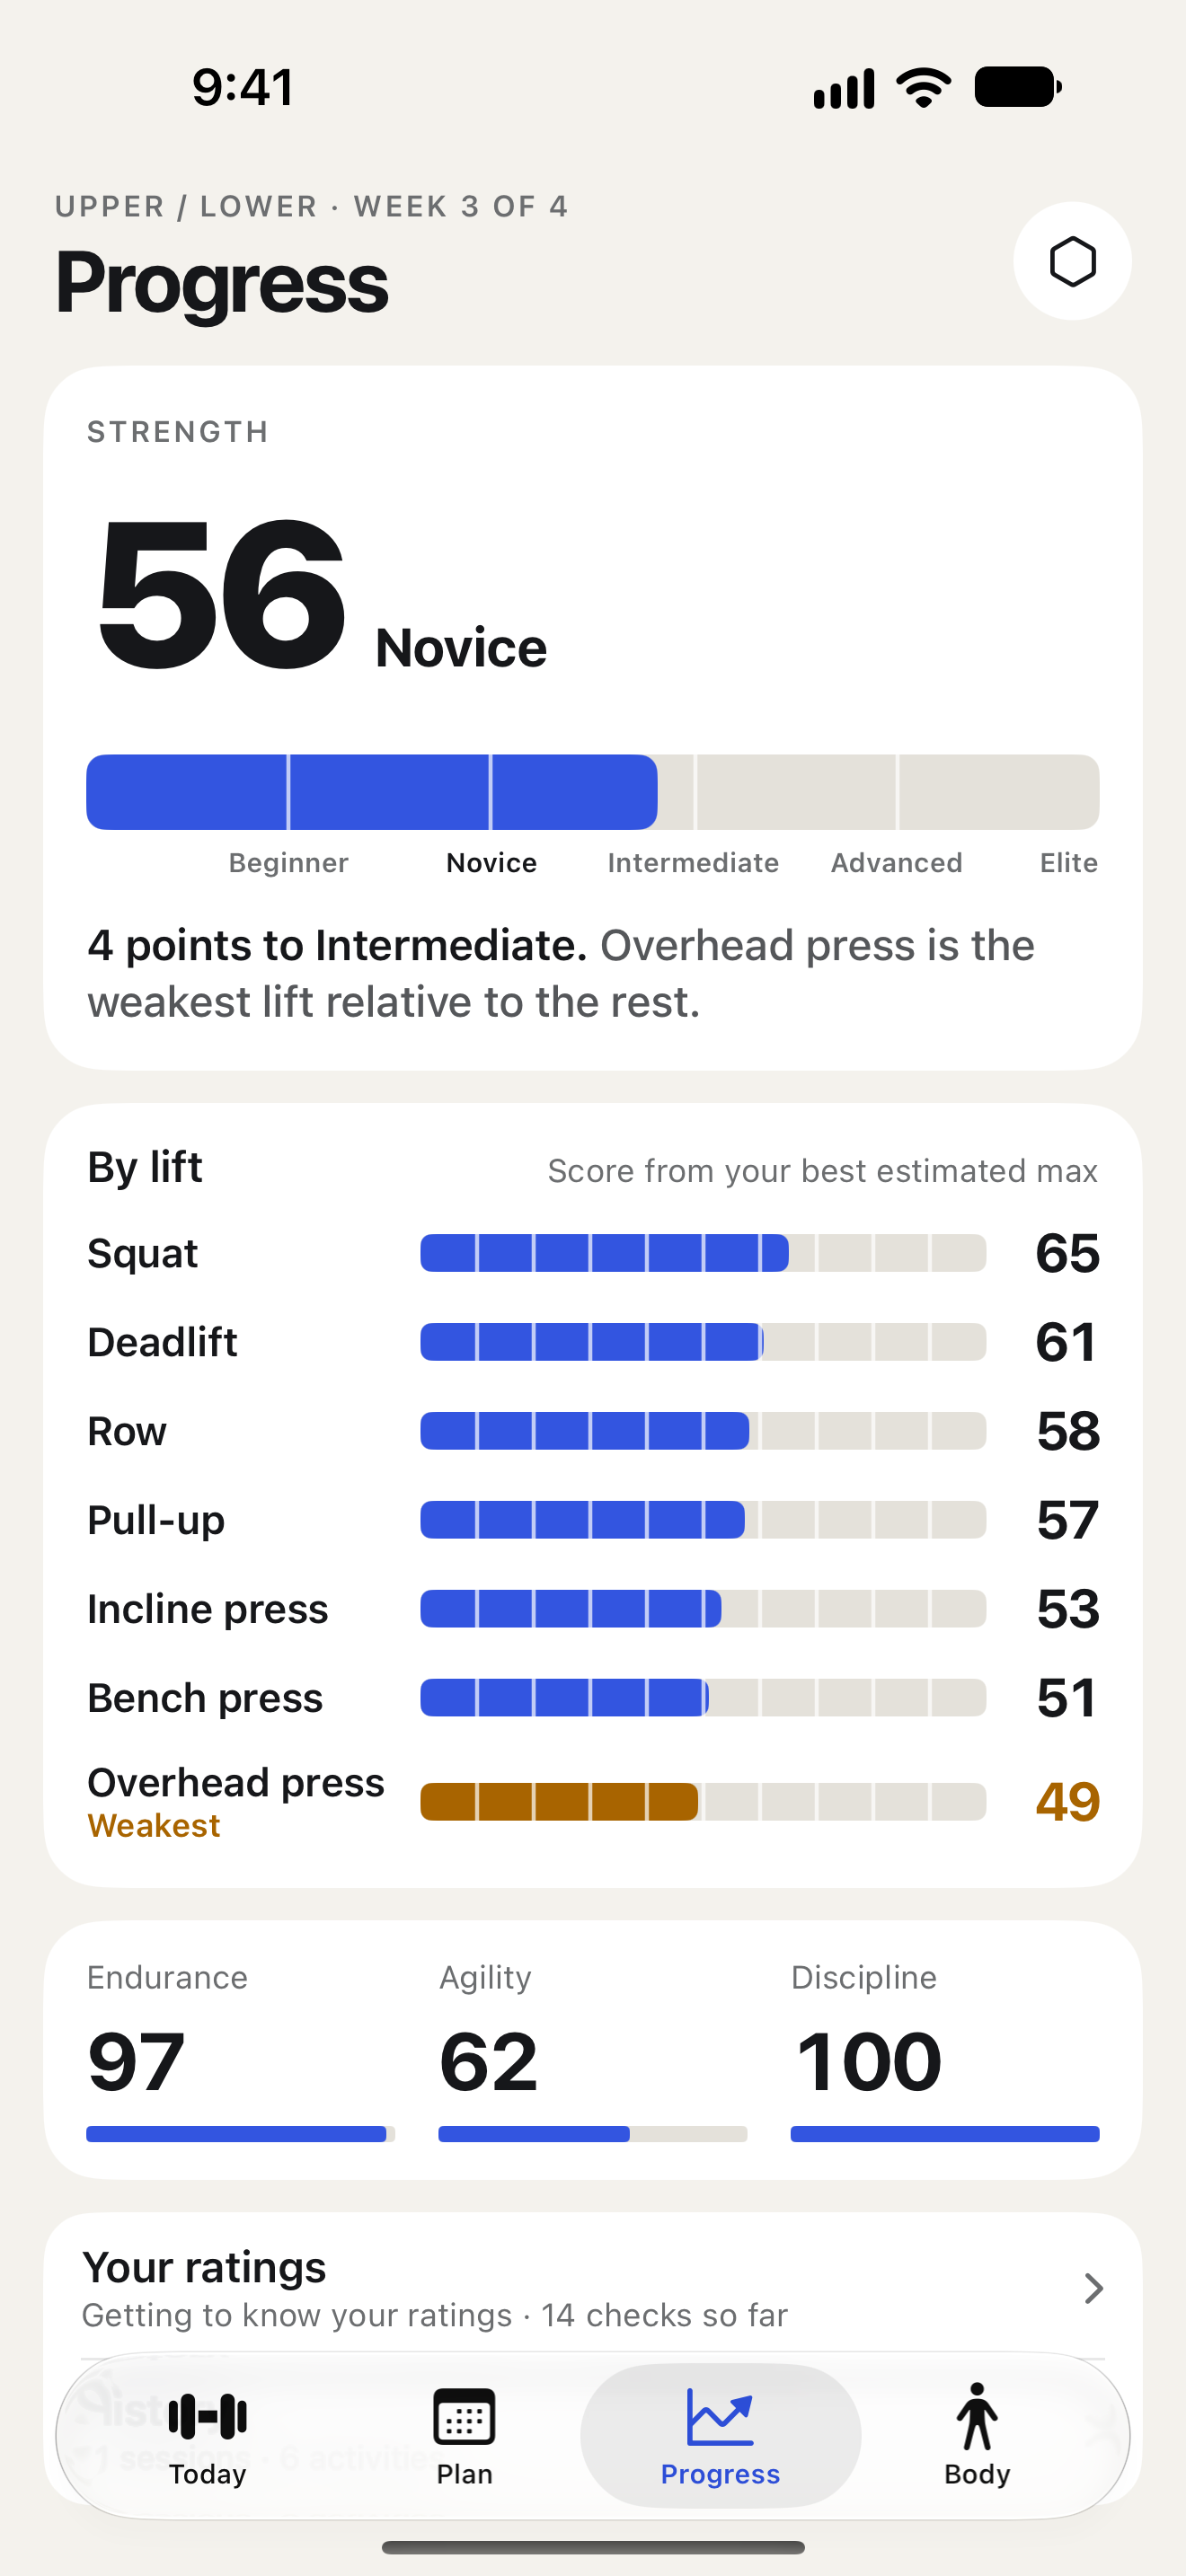 9:41
UPPER / LOWER · WEEK 3 OF 4
Progress
STRENGTH
56 Novice
Beginner Novice Intermediate Advanced Elite
4 points to Intermediate. Overhead press is the
weakest lift relative to the rest.
By lift Score from your best estimated max
Squat 65
Deadlift 61
Row 58
Pull-up 57
Incline press 53
Bench press 51
Overhead press 49
Weakest
Endurance Agility Discipline
97 62 100
Your ratings
Getting to know your ratings · 14 checks so far
sessions · 6 activities
Today Plan Progress Body